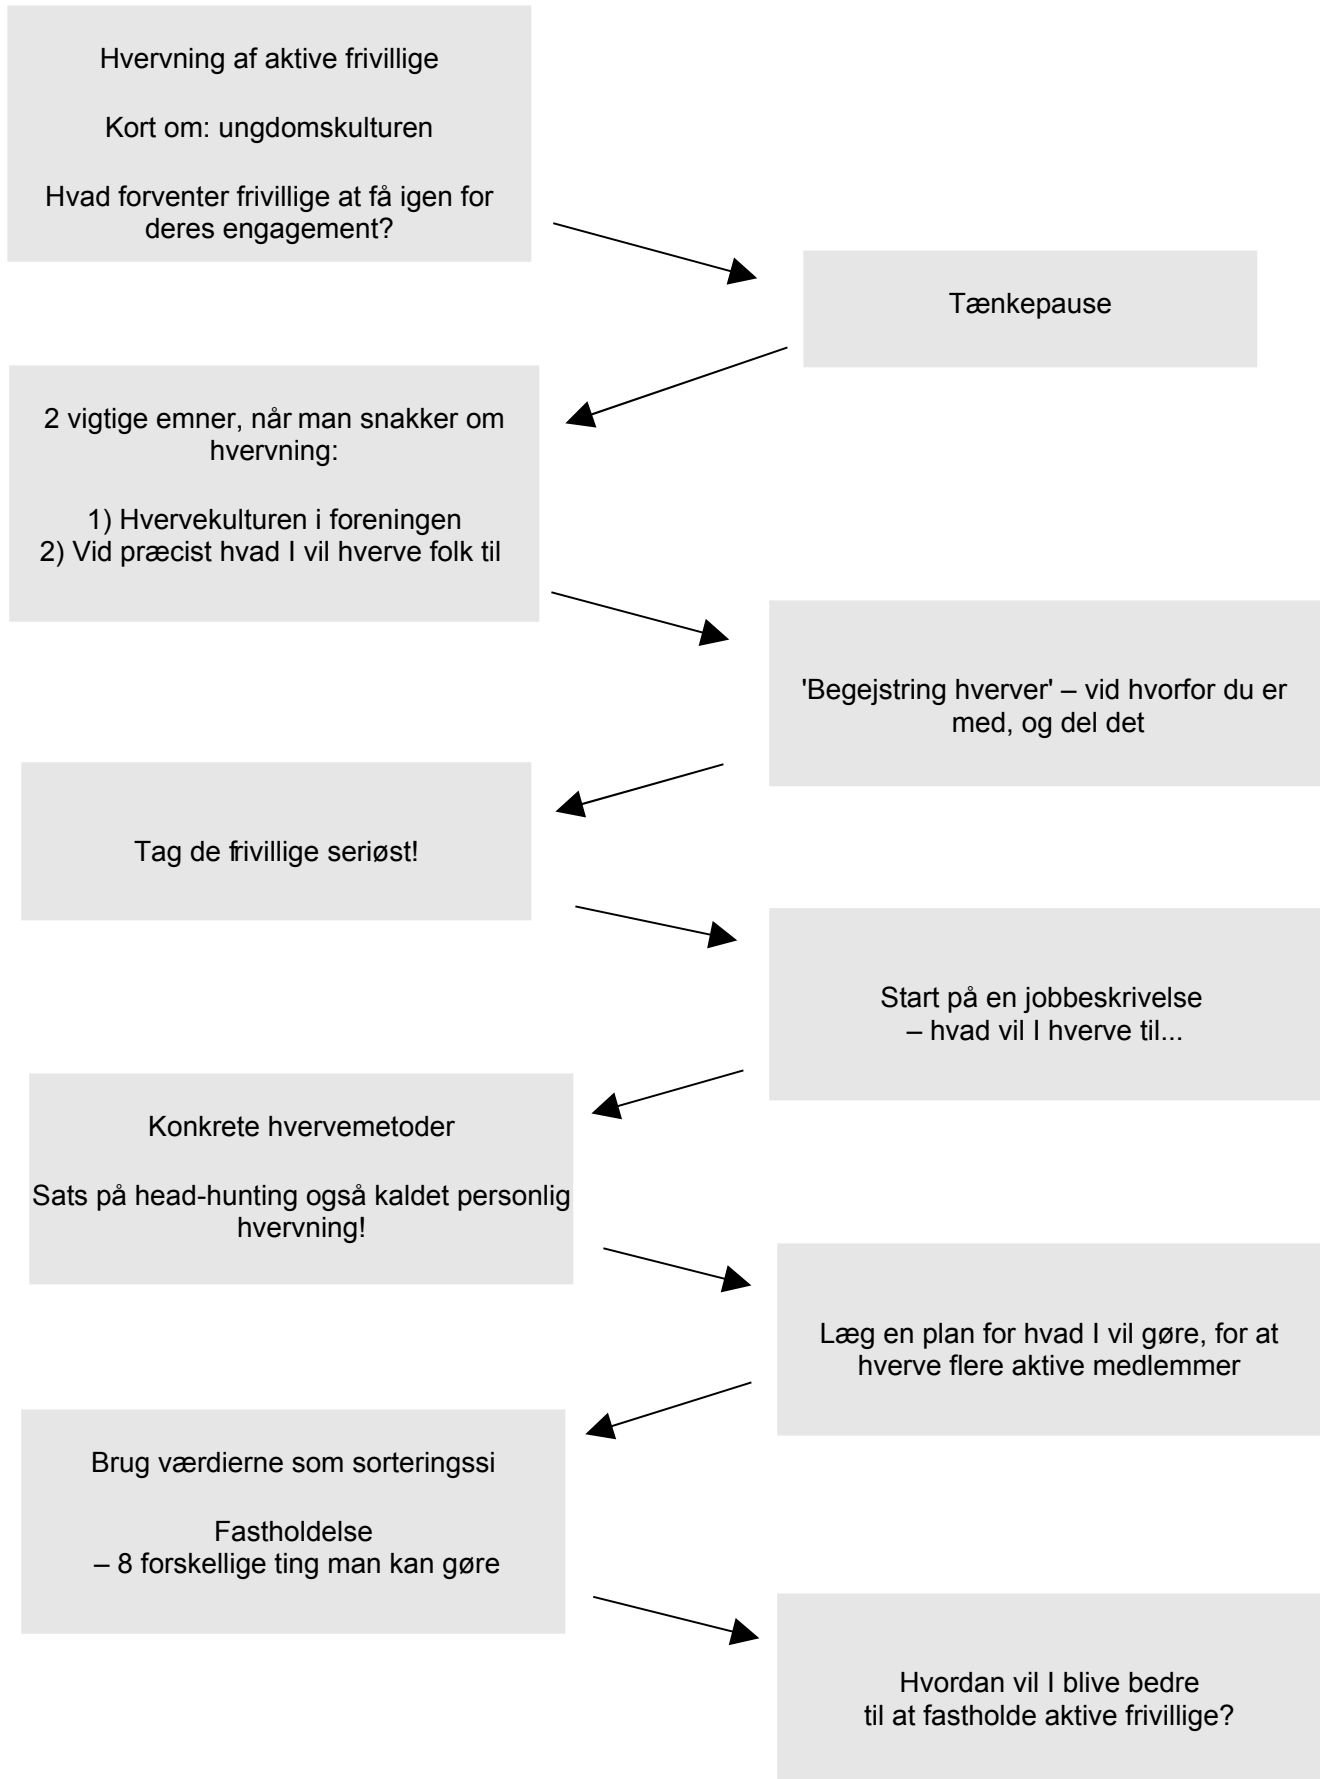 Hvervning af aktive frivillige
Kort om: ungdomskulturen
Hvad forventer frivillige at få igen for
deres engagement?
Tænkepause
2 vigtige emner, når man snakker om
hvervning:
1) Hvervekulturen i foreningen
2) Vid præcist hvad I vil hverve folk til
'Begejstring hverver' – vid hvorfor du er
med, og del det
Tag de frivillige seriøst!
Start på en jobbeskrivelse
– hvad vil I hverve til...
Konkrete hvervemetoder
Sats på head-hunting også kaldet personlig
hvervning!
Læg en plan for hvad I vil gøre, for at
hverve flere aktive medlemmer
Brug værdierne som sorteringssi
Fastholdelse
– 8 forskellige ting man kan gøre
Hvordan vil I blive bedre
til at fastholde aktive frivillige?